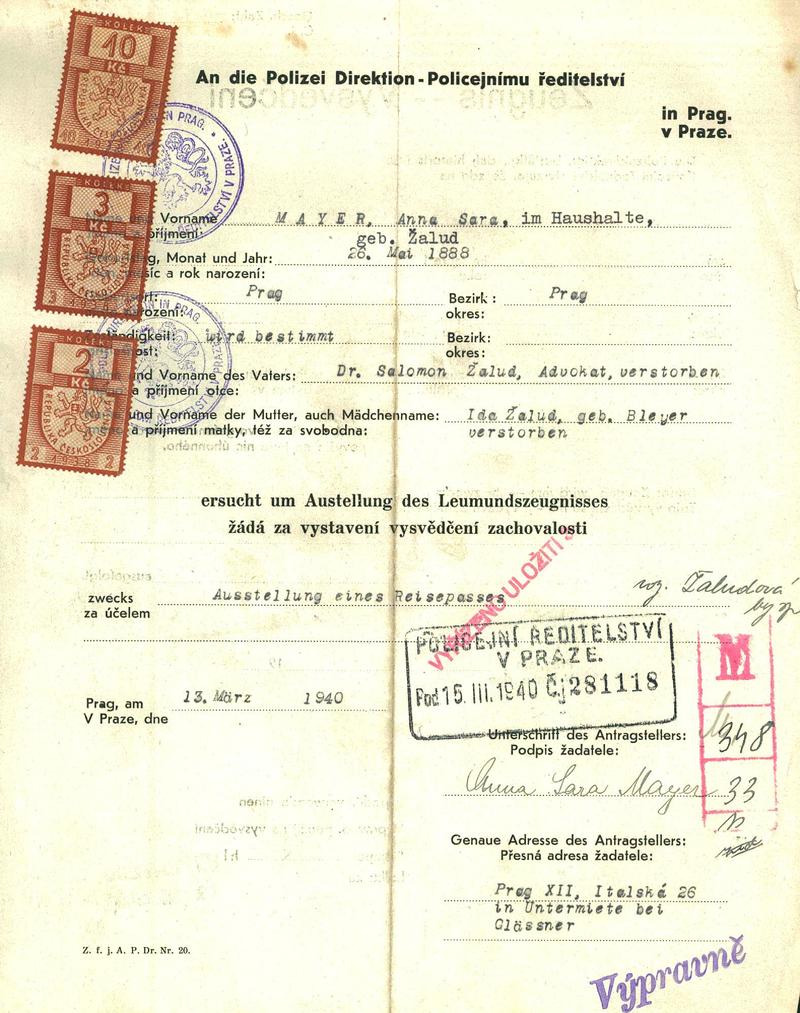 KOLEK
10
Kč
KOLEK
3
Kč
KOLEK
2
Kč
1938
An die Polizei Direktion - Policejnímu ředitelství
in Prag.
v Praze.
und Vorname MAYER, Anna Sara, im Haushalte,
příjmení: geb. Žalud
Monat und Jahr: 26. Mai 1888
a rok narození:
Prag Bezirk: Prag
okres:
wird bestimmt Bezirk:
okres:
und Vorname des Vaters: Dr. Salomon Žalud, Advokat, verstorben
a příjmení otce:
und Vorname der Mutter, auch Mädchenname: Ida Žalud, geb. Bleyer
a příjmení matky, též za svobodna: verstorben
ersucht um Austellung des Leumundszeugnisses
žádá za vystavení vysvědčení zachovalosti
zwecks Ausstellung eines Reisepasses
za účelem
roz. Žaludová
VYŘÍZENO ULOŽITI
POLICEJNÍ ŘEDITELSTVÍ
V PRAZE.
Pod 15. III. 1940 Čj 281118
M
348
33
Prag, am 13. März 1940
V Praze, dne
Unterschrift des Antragstellers:
Podpis žadatele:
Anna Sara Mayer
Genaue Adresse des Antragstellers:
Přesná adresa žadatele:
Prag XII, Italská 26
in Untermiete bei
Glässner
Z. f. j. A. P. Dr. Nr. 20.
Výpravně